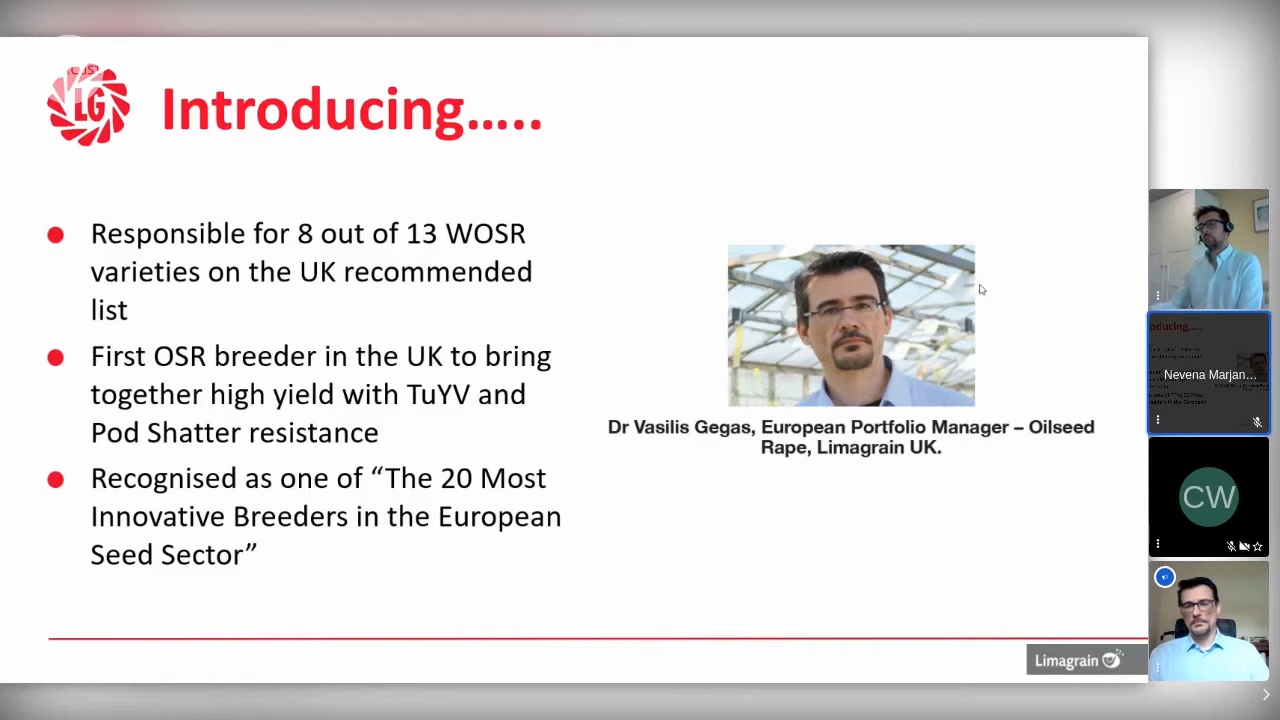 LG
Introducing.....
Responsible for 8 out of 13 WOSR
varieties on the UK recommended
list
First OSR breeder in the UK to bring
together high yield with TuYV and
Pod Shatter resistance
Recognised as one of “The 20 Most
Innovative Breeders in the European
Seed Sector”
Dr Vasilis Gegas, European Portfolio Manager – Oilseed
Rape, Limagrain UK.
Limagrain
Nevena Marjan...
CW